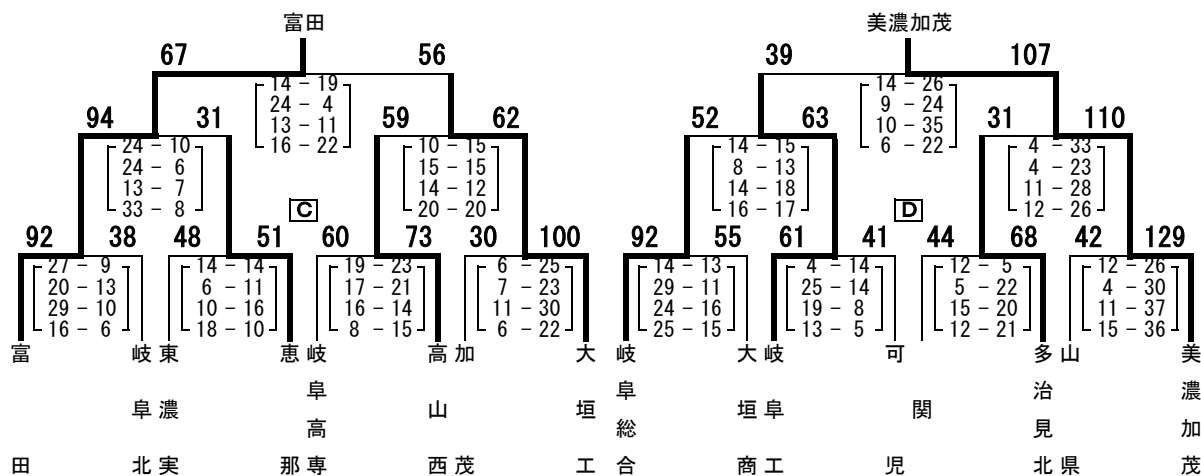 富田 美濃加茂
67 56 39 107
14 - 19 14 - 26
24 - 4 9 - 24
13 - 11 10 - 35
16 - 22 6 - 22
94 31 59 62 52 63 31 110
24 - 10 10 - 15 14 - 15 4 - 33
24 - 6 15 - 15 8 - 13 4 - 23
13 - 7 14 - 12 14 - 18 11 - 28
33 - 8 20 - 20 16 - 17 12 - 26
C D
92 38 48 51 60 73 30 100 92 55 61 41 44 68 42 129
27 - 9 14 - 14 19 - 23 6 - 25 14 - 13 4 - 14 12 - 5 12 - 26
20 - 13 6 - 11 17 - 21 7 - 23 29 - 11 25 - 14 5 - 22 4 - 30
29 - 10 10 - 16 16 - 14 11 - 30 24 - 16 19 - 8 15 - 20 11 - 37
16 - 6 18 - 10 8 - 15 6 - 22 25 - 15 13 - 5 12 - 21 15 - 36
富田
岐阜北
東濃実
恵那
岐阜高専
高山西
加茂
大垣工
岐阜総合
大垣商
岐阜工
可児
関
多治見北
山県
美濃加茂